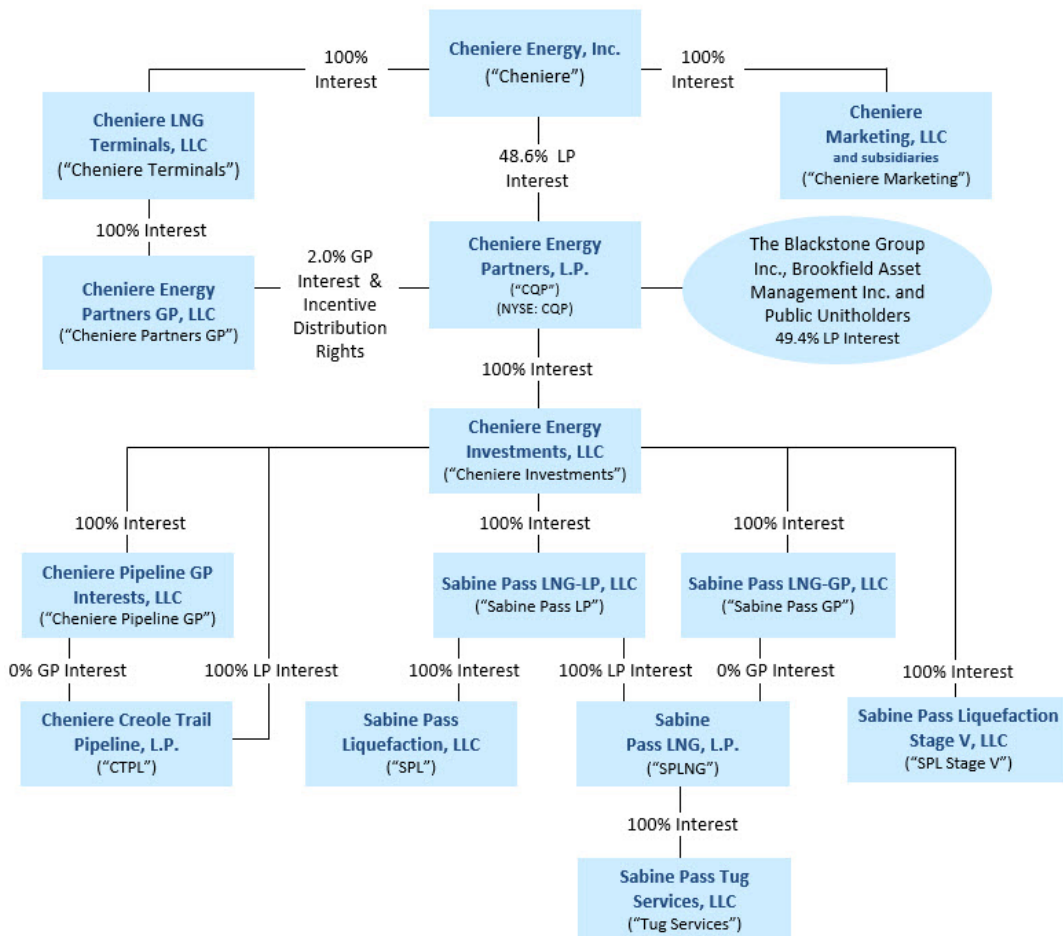 Cheniere Energy, Inc.
("Cheniere")
100%
Interest
100%
Interest
Cheniere LNG
Terminals, LLC
("Cheniere Terminals")
Cheniere
Marketing, LLC
and subsidiaries
("Cheniere Marketing")
48.6% LP
Interest
100% Interest
Cheniere Energy
Partners GP, LLC
("Cheniere Partners GP")
2.0% GP
Interest &
Incentive
Distribution
Rights
Cheniere Energy
Partners, L.P.
("CQP")
(NYSE: CQP)
The Blackstone Group
Inc., Brookfield Asset
Management Inc. and
Public Unitholders
49.4% LP Interest
100% Interest
Cheniere Energy
Investments, LLC
("Cheniere Investments")
100% Interest
100% Interest
100% Interest
Cheniere Pipeline GP
Interests, LLC
("Cheniere Pipeline GP")
Sabine Pass LNG-LP, LLC
("Sabine Pass LP")
Sabine Pass LNG-GP, LLC
("Sabine Pass GP")
0% GP Interest
100% LP Interest
100% Interest
100% LP Interest
0% GP Interest
100% Interest
Cheniere Creole Trail
Pipeline, L.P.
("CTPL")
Sabine Pass
Liquefaction, LLC
("SPL")
Sabine
Pass LNG, L.P.
("SPLNG")
Sabine Pass Liquefaction
Stage V, LLC
("SPL Stage V")
100% Interest
Sabine Pass Tug
Services, LLC
("Tug Services")